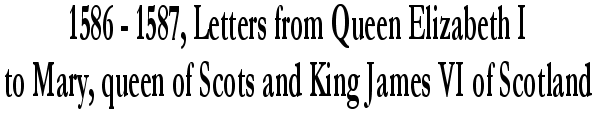 1586 - 1587, Letters from Queen Elizabeth I
to Mary, queen of Scots and King James VI of Scotland